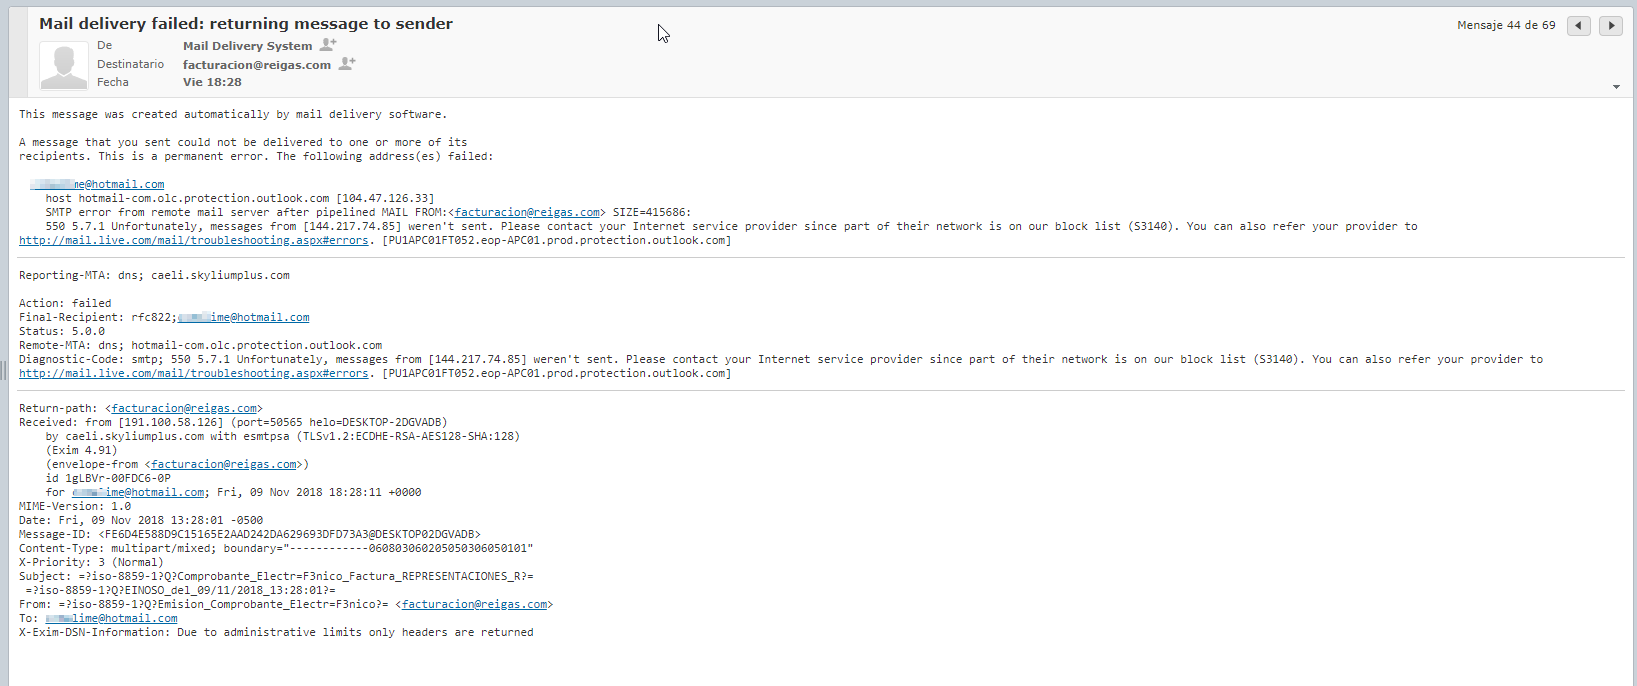 Mail delivery failed: returning message to sender
Mensaje 44 de 69
De Mail Delivery System
Destinatario facturacion@reigas.com
Fecha Vie 18:28
This message was created automatically by mail delivery software.
A message that you sent could not be delivered to one or more of its
recipients. This is a permanent error. The following address(es) failed:
me@hotmail.com
host hotmail-com.olc.protection.outlook.com [104.47.126.33]
SMTP error from remote mail server after pipelined MAIL FROM:<facturacion@reigas.com> SIZE=415686:
550 5.7.1 Unfortunately, messages from [144.217.74.85] weren't sent. Please contact your Internet service provider since part of their network is on our block list (S3140). You can also refer your provider to
http://mail.live.com/mail/troubleshooting.aspx#errors. [PU1APC01FT052.eop-APC01.prod.protection.outlook.com]
Reporting-MTA: dns; caeli.skyliumplus.com
Action: failed
Final-Recipient: rfc822;ime@hotmail.com
Status: 5.0.0
Remote-MTA: dns; hotmail-com.olc.protection.outlook.com
Diagnostic-Code: smtp; 550 5.7.1 Unfortunately, messages from [144.217.74.85] weren't sent. Please contact your Internet service provider since part of their network is on our block list (S3140). You can also refer your provider to
http://mail.live.com/mail/troubleshooting.aspx#errors. [PU1APC01FT052.eop-APC01.prod.protection.outlook.com]
Return-path: <facturacion@reigas.com>
Received: from [191.100.58.126] (port=50565 helo=DESKTOP-2DGVADB)
by caeli.skyliumplus.com with esmtpsa (TLSv1.2:ECDHE-RSA-AES128-SHA:128)
(Exim 4.91)
(envelope-from <facturacion@reigas.com>)
id 1gLBVr-00FDC6-0P
for ime@hotmail.com; Fri, 09 Nov 2018 18:28:11 +0000
MIME-Version: 1.0
Date: Fri, 09 Nov 2018 13:28:01 -0500
Message-ID: <FE6D4E588D9C15165E2AAD242DA629693DFD73A3@DESKTOP02DGVADB>
Content-Type: multipart/mixed; boundary="------------060803060205050306050101"
X-Priority: 3 (Normal)
Subject: =?iso-8859-1?Q?Comprobante_Electr=F3nico_Factura_REPRESENTACIONES_R?=
=?iso-8859-1?Q?EINOSO_del_09/11/2018_13:28:01?=
From: =?iso-8859-1?Q?Emision_Comprobante_Electr=F3nico?= <facturacion@reigas.com>
To: lime@hotmail.com
X-Exim-DSN-Information: Due to administrative limits only headers are returned